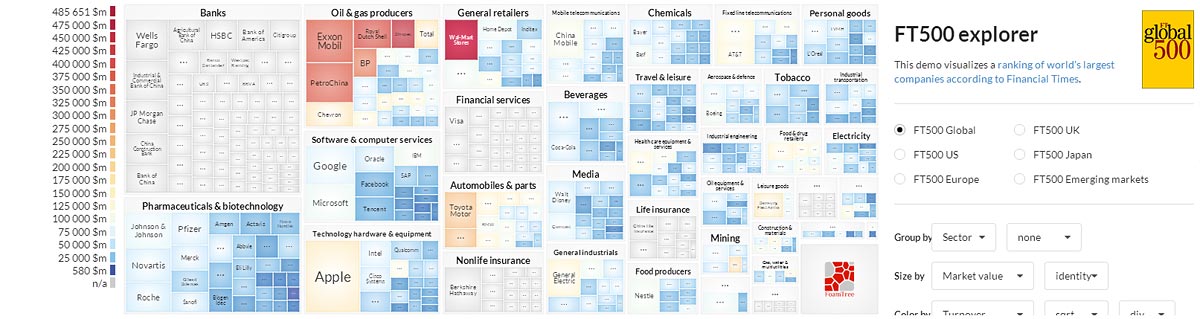 485 651 $m
450 000 $m
425 000 $m
400 000 $m
375 000 $m
350 000 $m
325 000 $m
300 000 $m
275 000 $m
250 000 $m
225 000 $m
200 000 $m
175 000 $m
150 000 $m
125 000 $m
100 000 $m
75 000 $m
50 000 $m
25 000 $m
580 $m
n/a
Banks
Wells
Fargo
Agricultural
Bank of
China
HSBC
Bank of
America
Citigroup
Industrial &
Commercial
Bank of China
UBS
JP Morgan
Chase
China
Construction
Bank
Bank of
China
Pharmaceuticals & biotechnology
Johnson &
Johnson
Pfizer
Amgen
Actavis
Novo
Nordisk
Merck
Abbvie
Novartis
Gilead
Sciences
Eli Lilly
Roche
Sanofi
Biogen
Idec
Oil & gas producers
Exxon
Mobil
Royal
Dutch Shell
Total
BP
PetroChina
Chevron
Software & computer services
Google
Oracle
IBM
Facebook
SAP
Microsoft
Tencent
Technology hardware & equipment
Apple
Intel
Qualcomm
Cisco
Systems
General retailers
Wal-Mart
Stores
Home Depot
Inditex
Financial services
Visa
Automobiles & parts
Toyota
Motor
Nonlife insurance
Berkshire
Hathaway
Mobile telecommunications
China
Mobile
Beverages
Coca-Cola
Media
Walt
Disney
Comcast
General industrials
General
Electric
Chemicals
Bayer
Basf
Travel & leisure
Health care equipment &
services
Life insurance
China Life
Insurance
Food producers
Nestle
Fixed line telecommunications
AT&T
Aerospace & defence
Boeing
Tobacco
Industrial engineering
Food & drug
retailers
Oil equipment &
services
Leisure goods
Mining
Construction &
materials
Gas, water &
multiutilities
Personal goods
LVMH
L'Oreal
Industrial
transportation
Electricity
FoamTree
FT500 explorer
This demo visualizes a ranking of world's largest
companies according to Financial Times.
FT
global
500
FT500 Global
FT500 UK
FT500 US
FT500 Japan
FT500 Europe
FT500 Emerging markets
Group by
Sector
none
Size by
Market value
identity
Color by
Turnover
sqrt
div